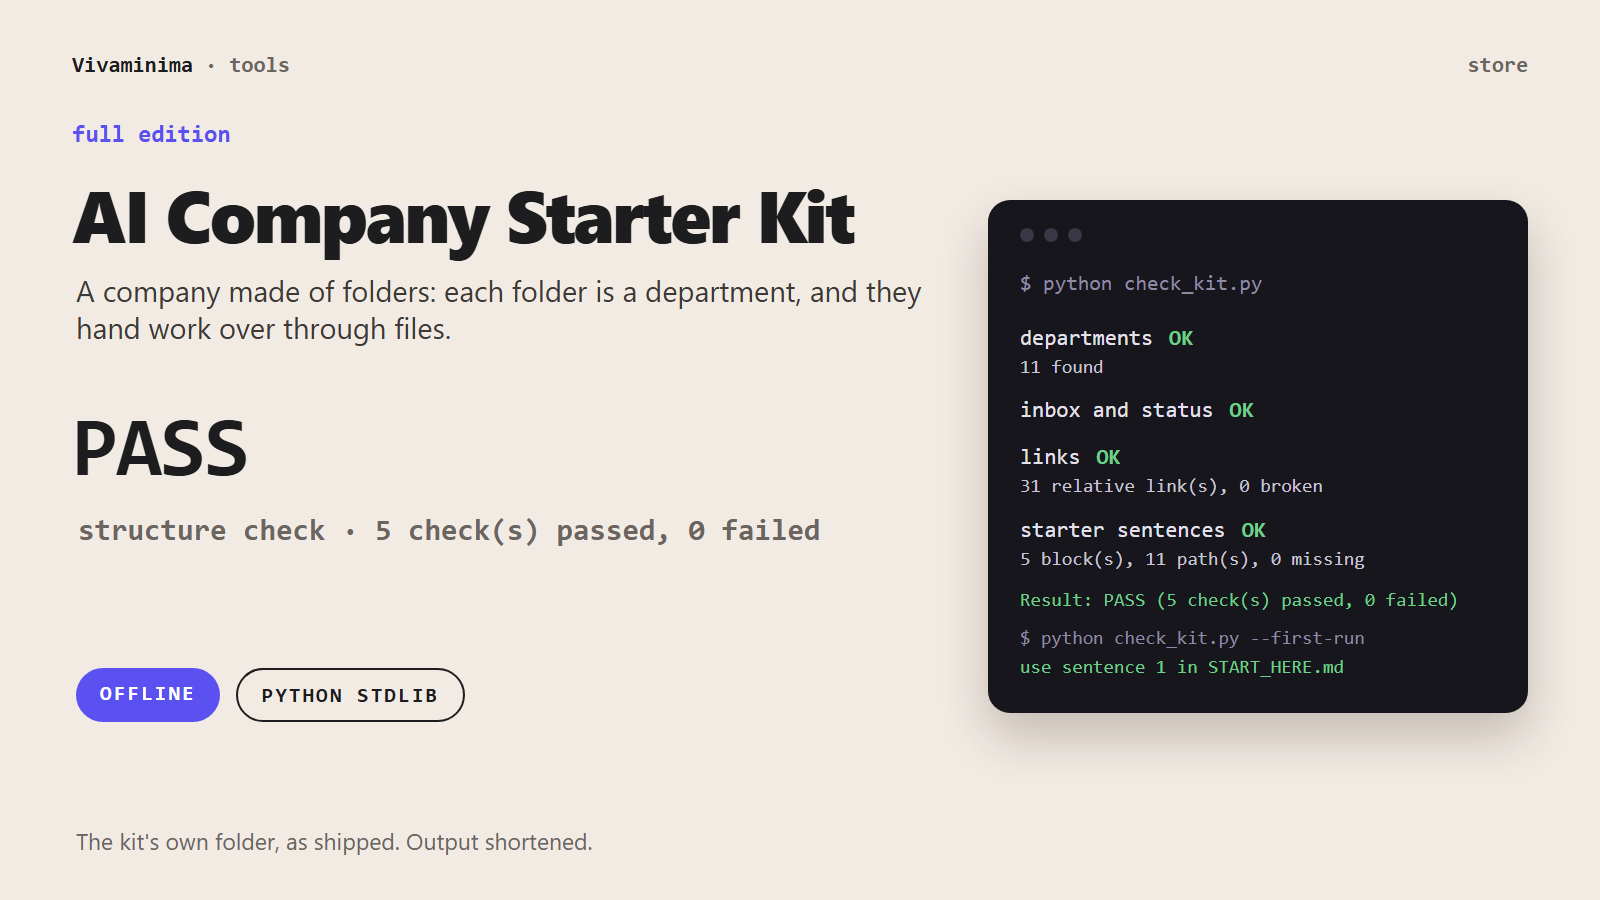 Vivaminima · tools
store
full edition
AI Company Starter Kit
A company made of folders: each folder is a department, and they
hand work over through files.
PASS
structure check · 5 check(s) passed, 0 failed
OFFLINE
PYTHON STDLIB
$ python check_kit.py
departments OK
11 found
inbox and status OK
links OK
31 relative link(s), 0 broken
starter sentences OK
5 block(s), 11 path(s), 0 missing
Result: PASS (5 check(s) passed, 0 failed)
$ python check_kit.py --first-run
use sentence 1 in START_HERE.md
The kit's own folder, as shipped. Output shortened.